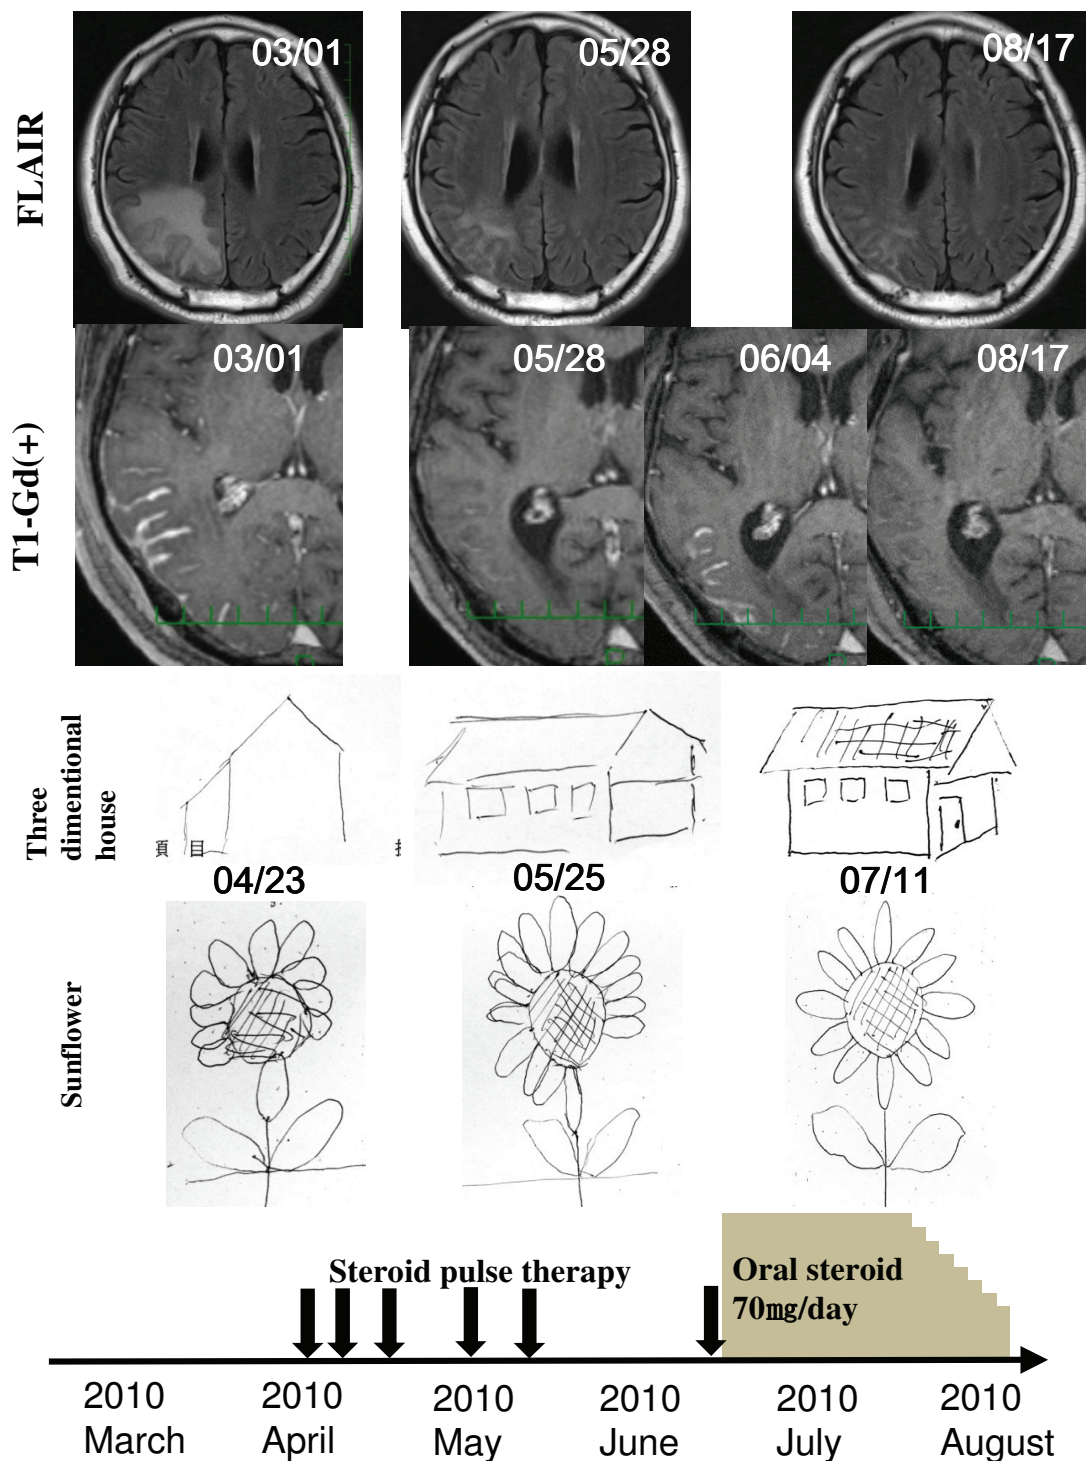 FLAIR
03/01
05/28
08/17
T1-Gd(+)
03/01
05/28
06/04
08/17
Three
dimentional
house
項 目
04/23
05/25
07/11
Sunflower
Steroid pulse therapy
Oral steroid
70㎎/day
2010
March
2010
April
2010
May
2010
June
2010
July
2010
August